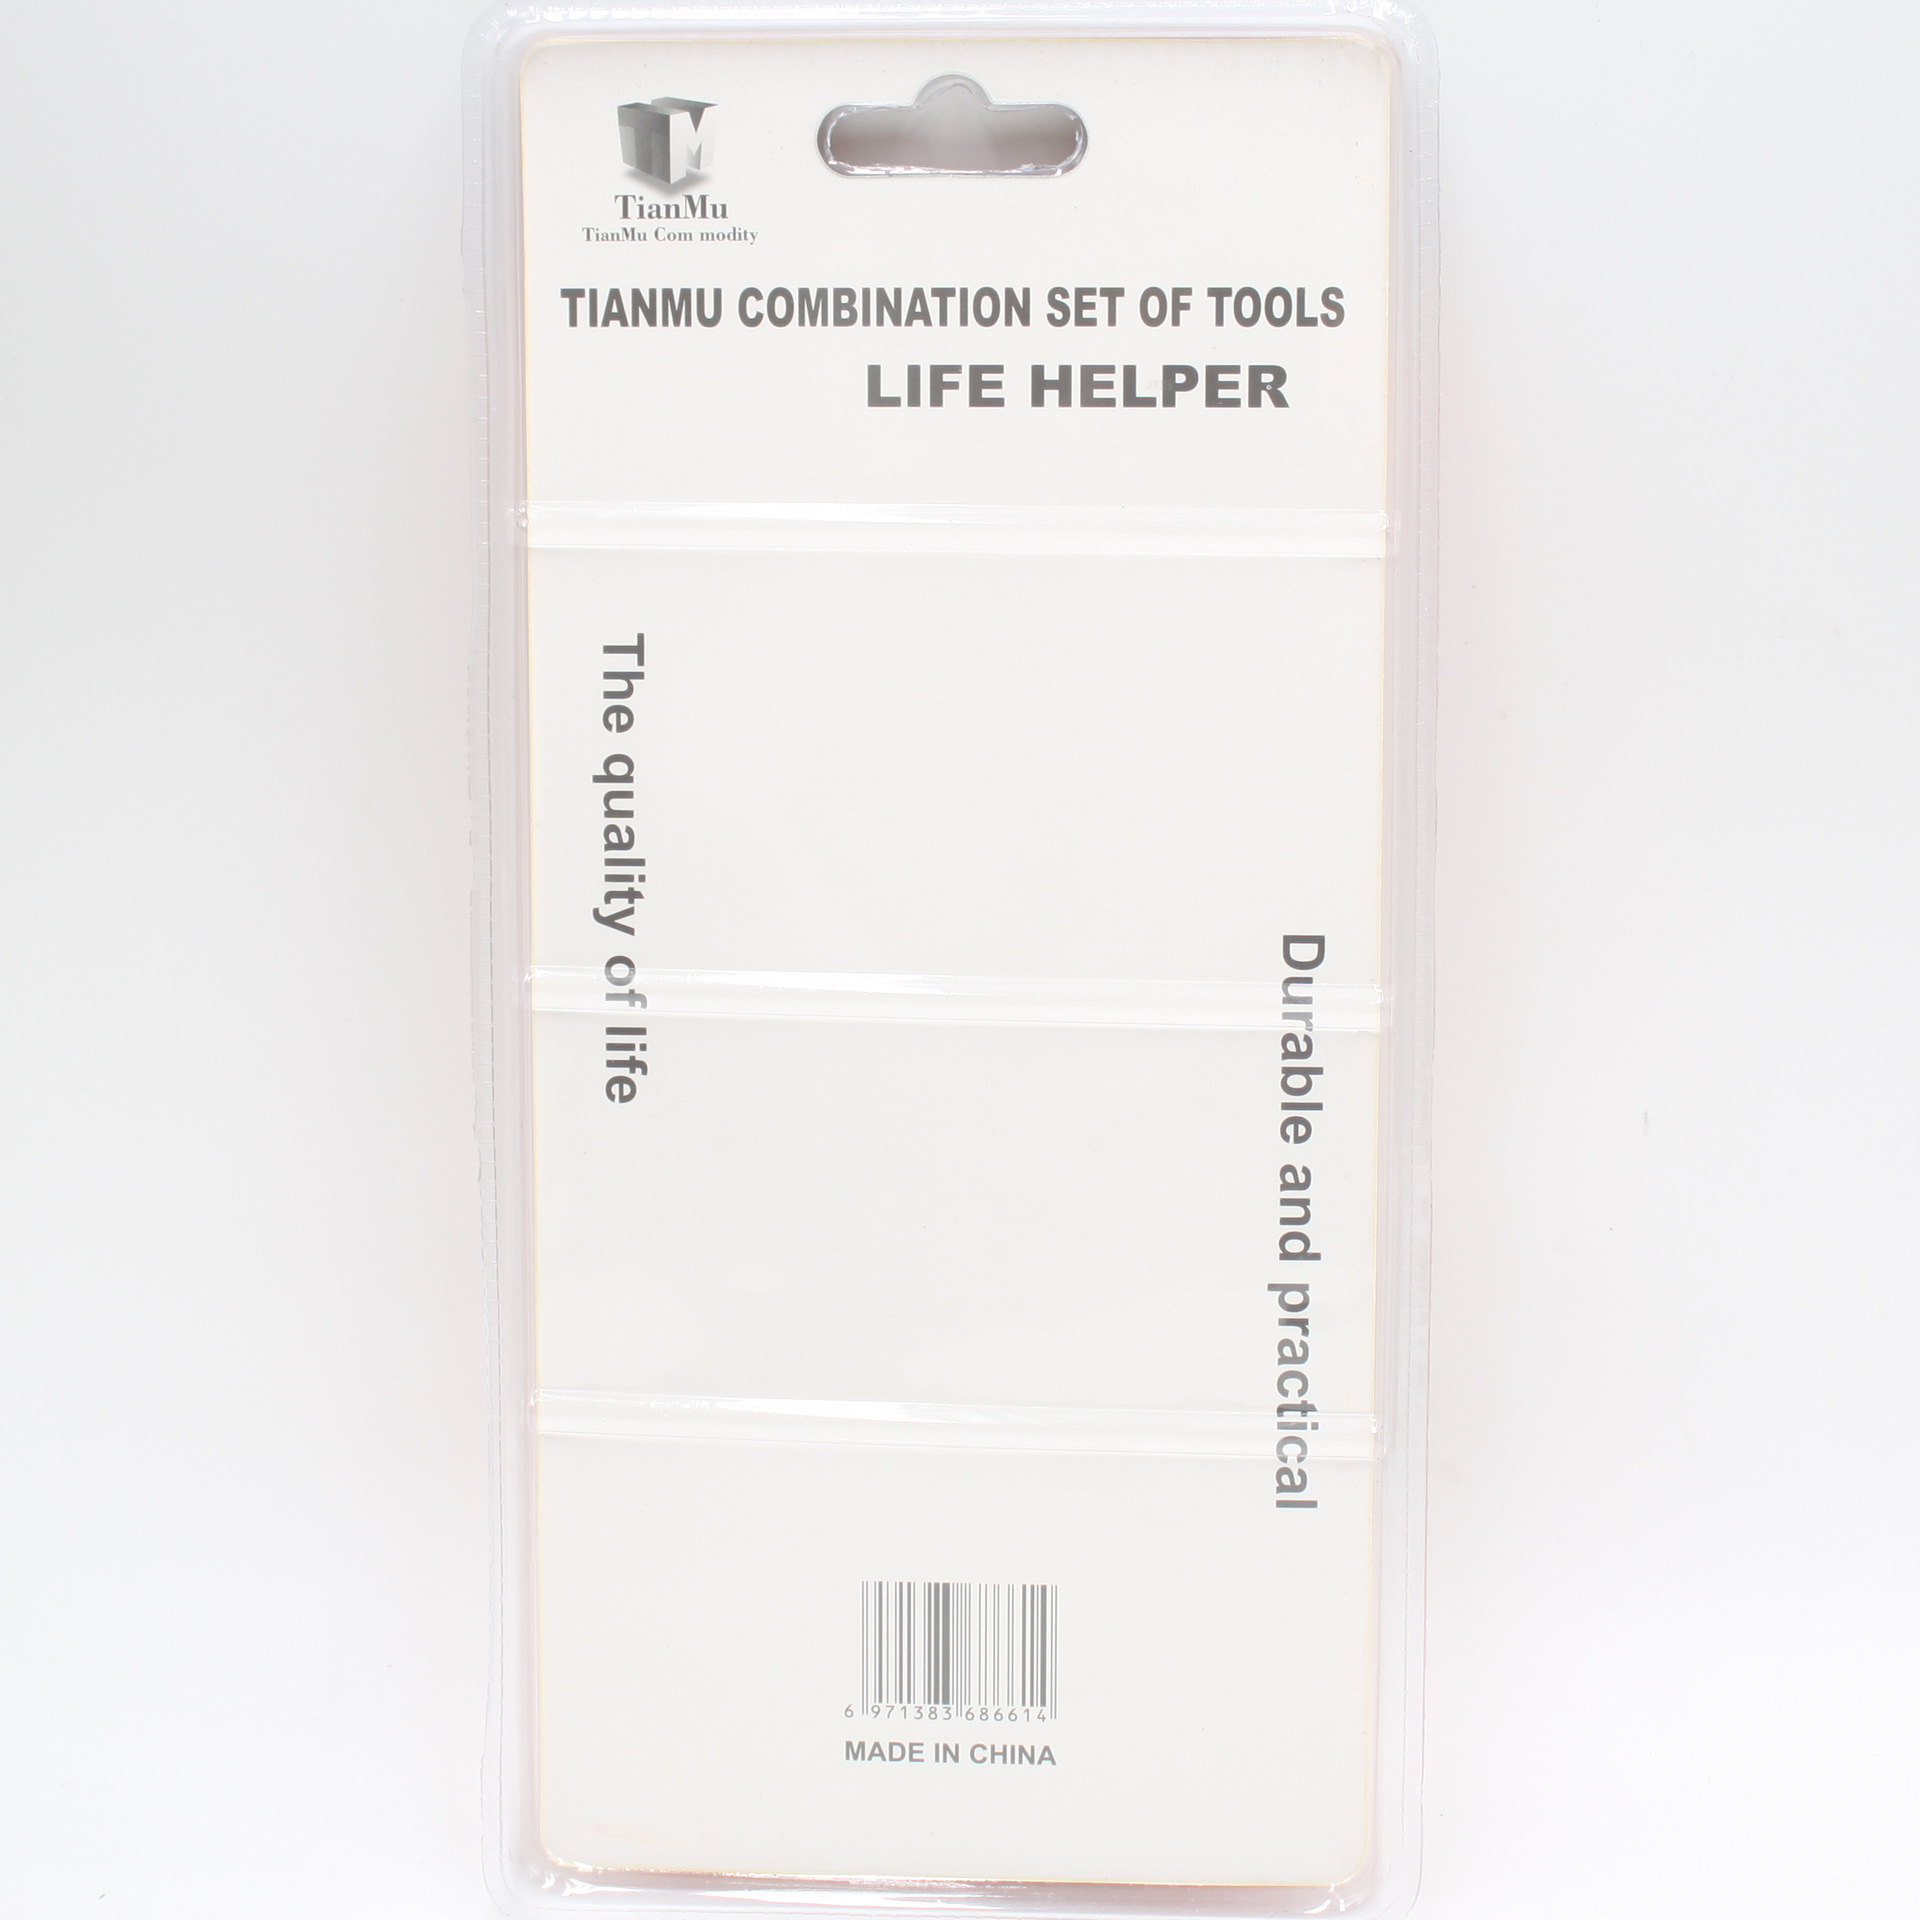 TM
TianMu
TianMu Com modity
TIANMU COMBINATION SET OF TOOLS
LIFE HELPER
The quality of life
Durable and practical
6 971383 686614
MADE IN CHINA